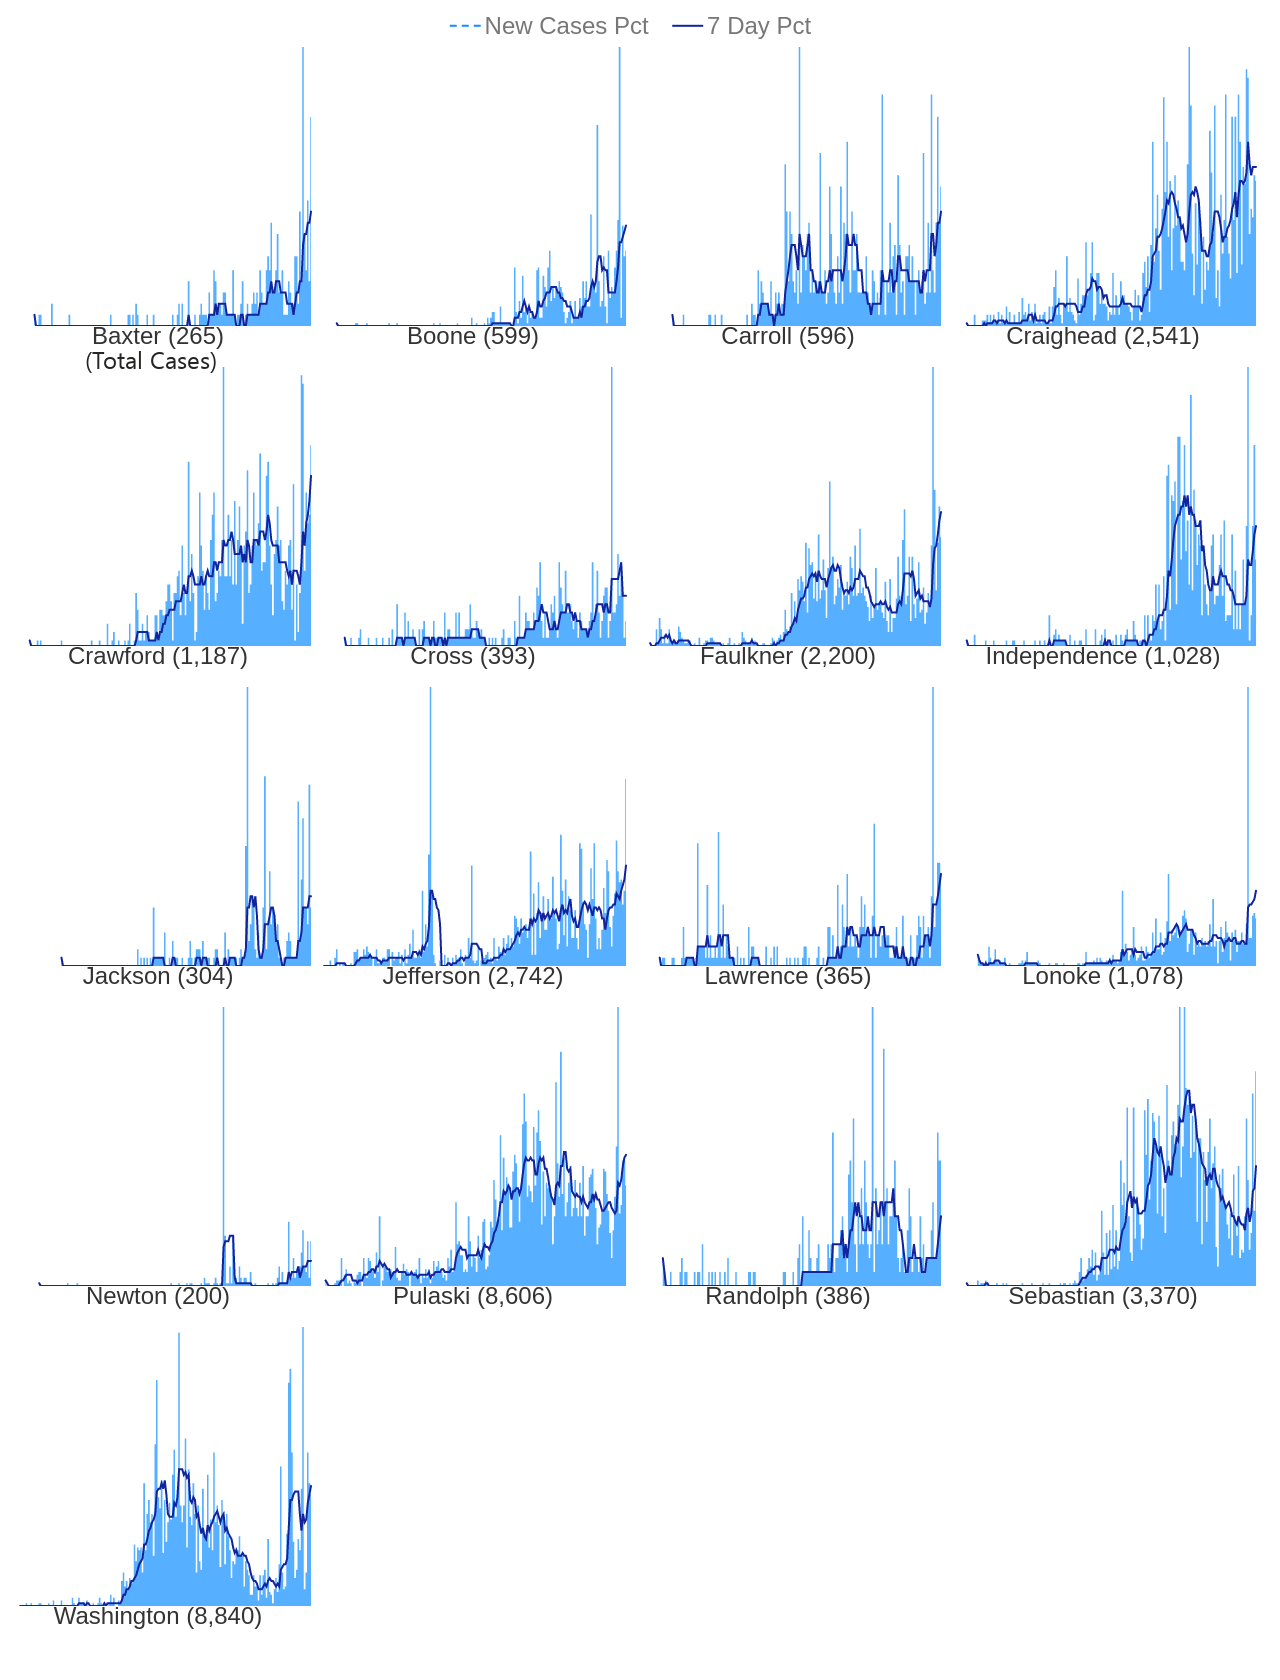 New Cases Pct 7 Day Pct
Baxter (265) Boone (599) Carroll (596) Craighead (2,541)
(Total Cases)
Crawford (1,187) Cross (393) Faulkner (2,200) Independence (1,028)
Jackson (304) Jefferson (2,742) Lawrence (365) Lonoke (1,078)
Newton (200) Pulaski (8,606) Randolph (386) Sebastian (3,370)
Washington (8,840)